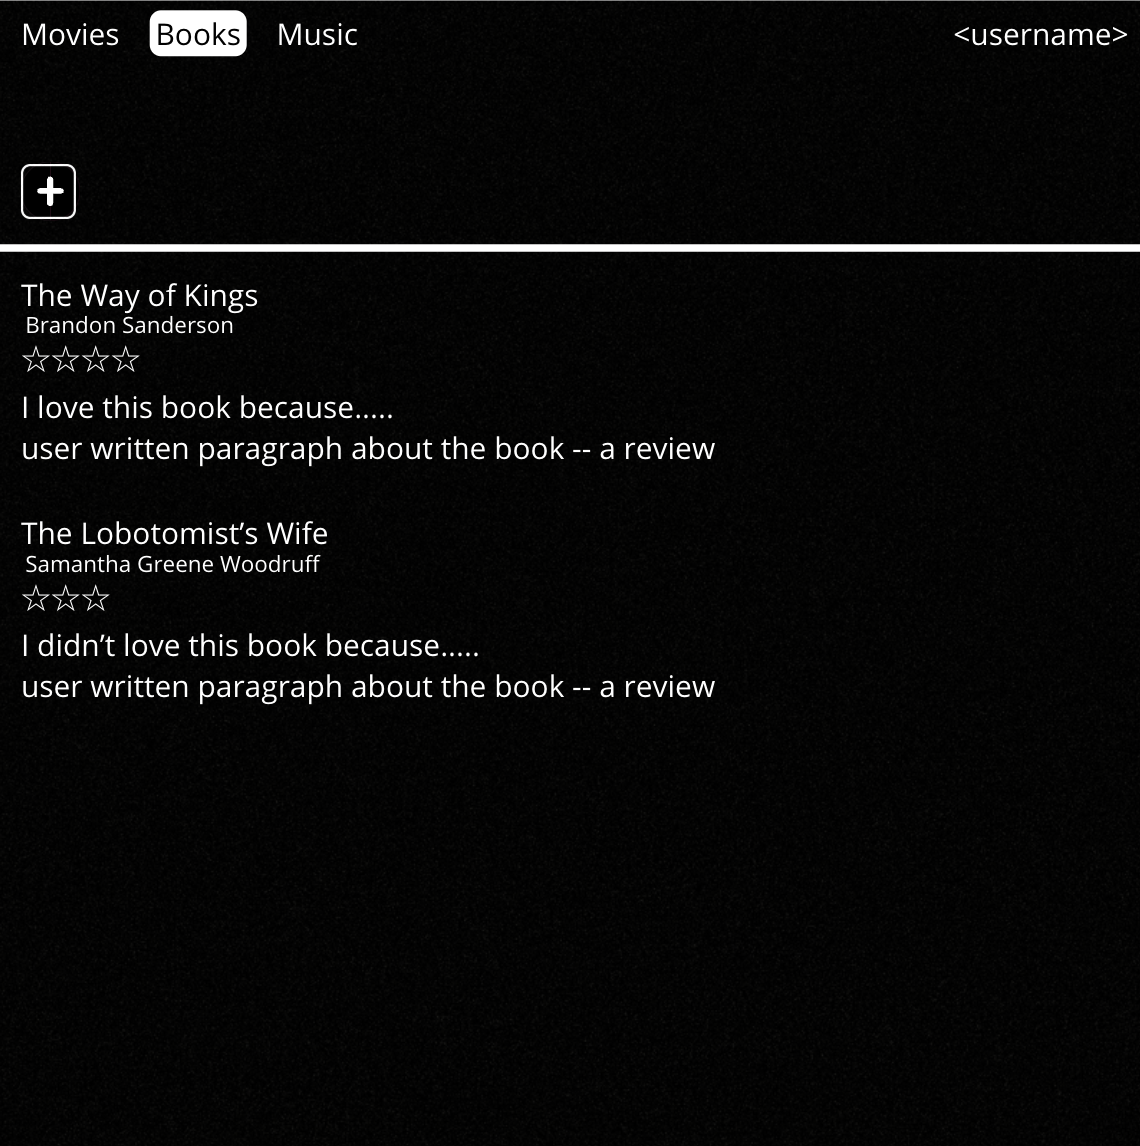 Movies Books Music <username>
The Way of Kings
Brandon Sanderson
☆☆☆☆
I love this book because.....
user written paragraph about the book -- a review
The Lobotomist’s Wife
Samantha Greene Woodruff
☆☆☆
I didn’t love this book because.....
user written paragraph about the book -- a review